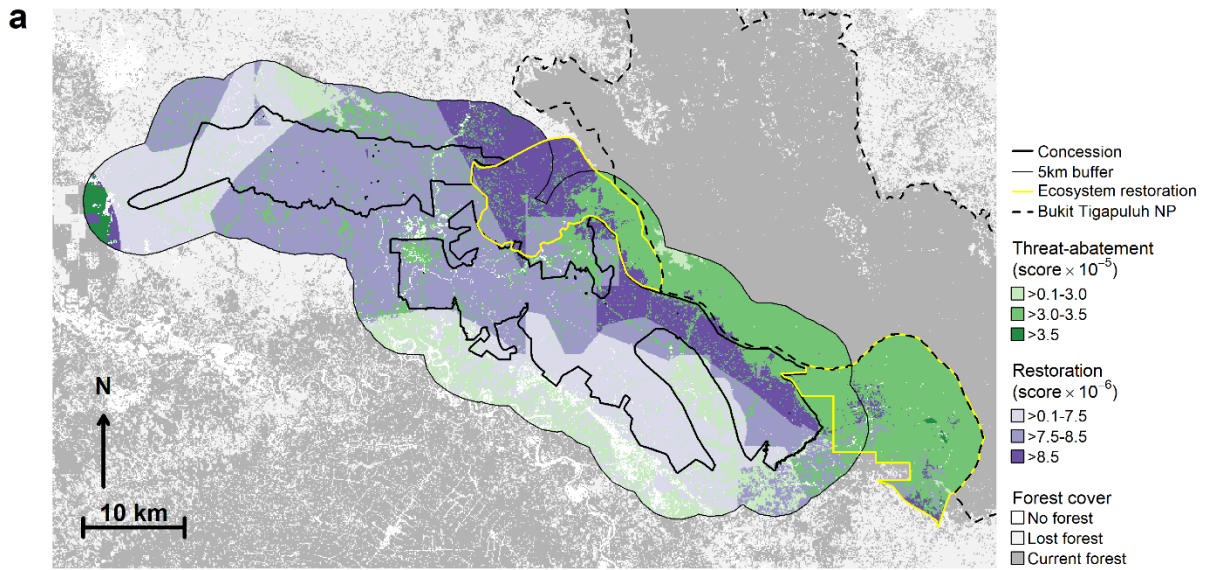 a
Concession
5km buffer
Ecosystem restoration
Bukit Tigapuluh NP
Threat-abatement
(score × 10⁻⁵)
>0.1-3.0
>3.0-3.5
>3.5
Restoration
(score × 10⁻⁶)
>0.1-7.5
>7.5-8.5
>8.5
Forest cover
No forest
Lost forest
Current forest
N
10 km